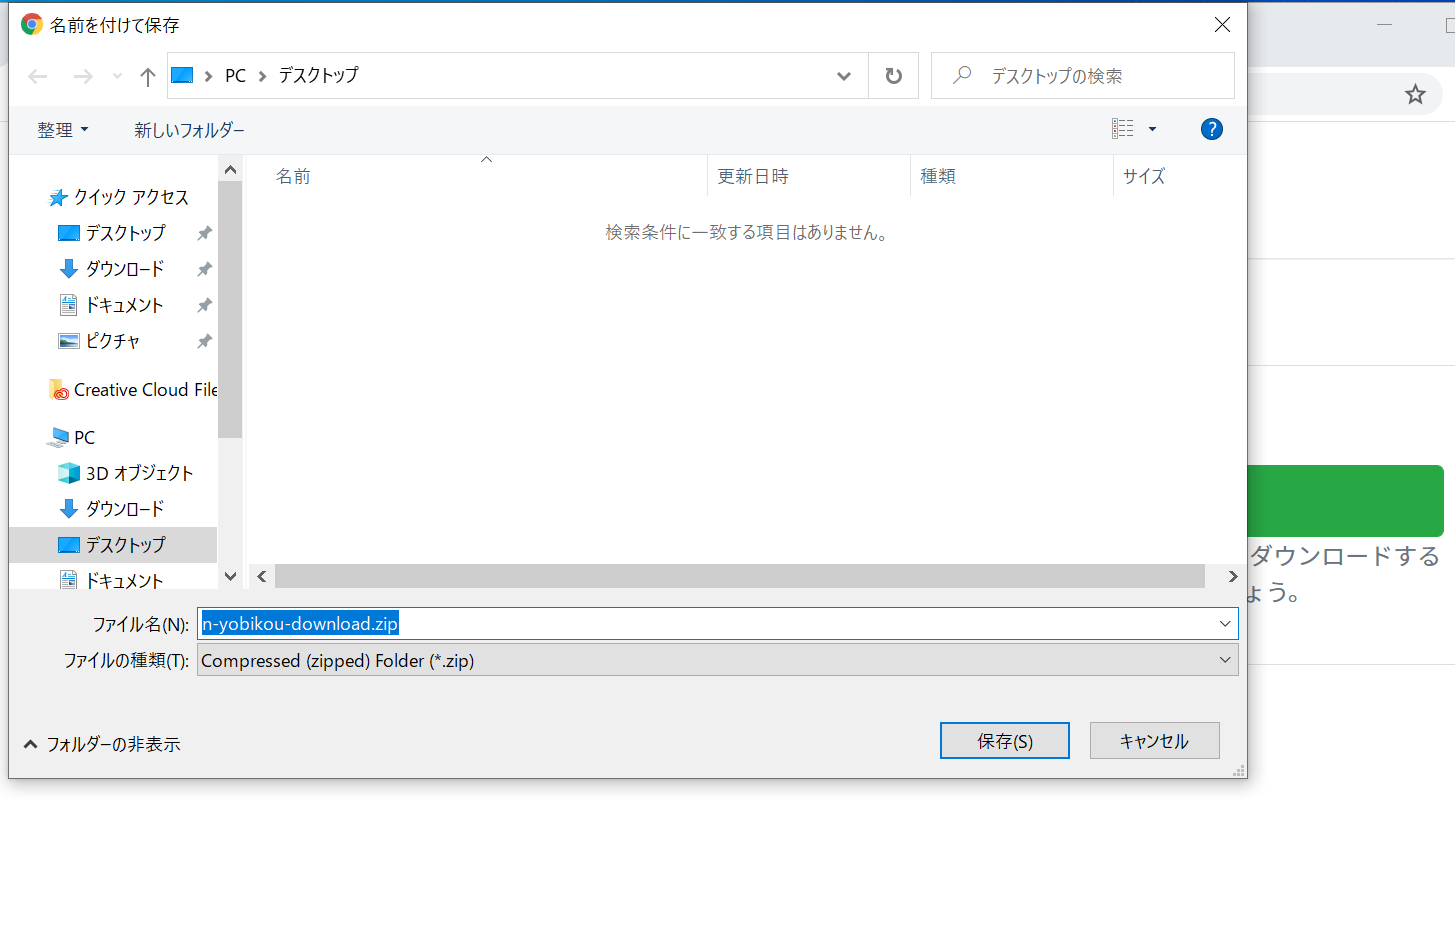 名前を付けて保存
PC
デスクトップ
デスクトップの検索
整理
新しいフォルダー
?
名前
更新日時
種類
サイズ
検索条件に一致する項目はありません。
クイック アクセス
デスクトップ
ダウンロード
ドキュメント
ピクチャ
Creative Cloud File
PC
3D オブジェクト
ダウンロード
デスクトップ
ドキュメント
ダウンロードする
ょう。
ファイル名(N):
n-yobikou-download.zip
ファイルの種類(T):
Compressed (zipped) Folder (*.zip)
フォルダーの非表示
保存(S)
キャンセル